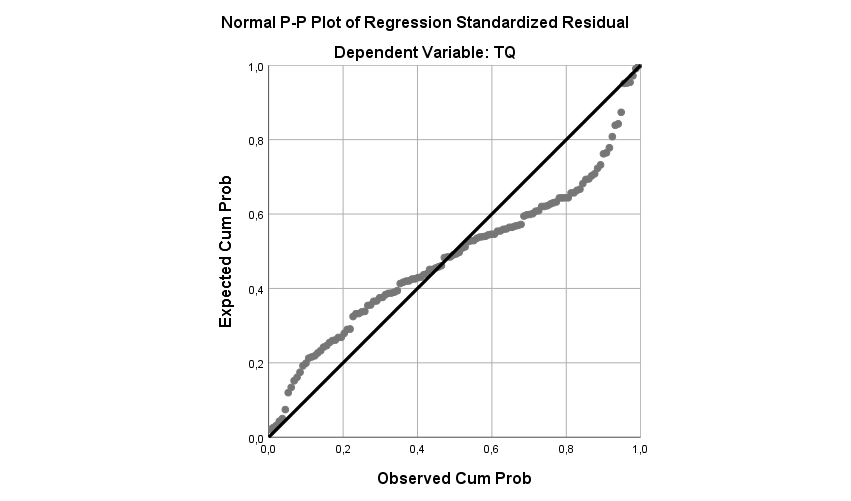 Normal P-P Plot of Regression Standardized Residual
Dependent Variable: TQ
1,0
0,8
0,6
0,4
0,2
0,0
Expected Cum Prob
0,0 0,2 0,4 0,6 0,8 1,0
Observed Cum Prob